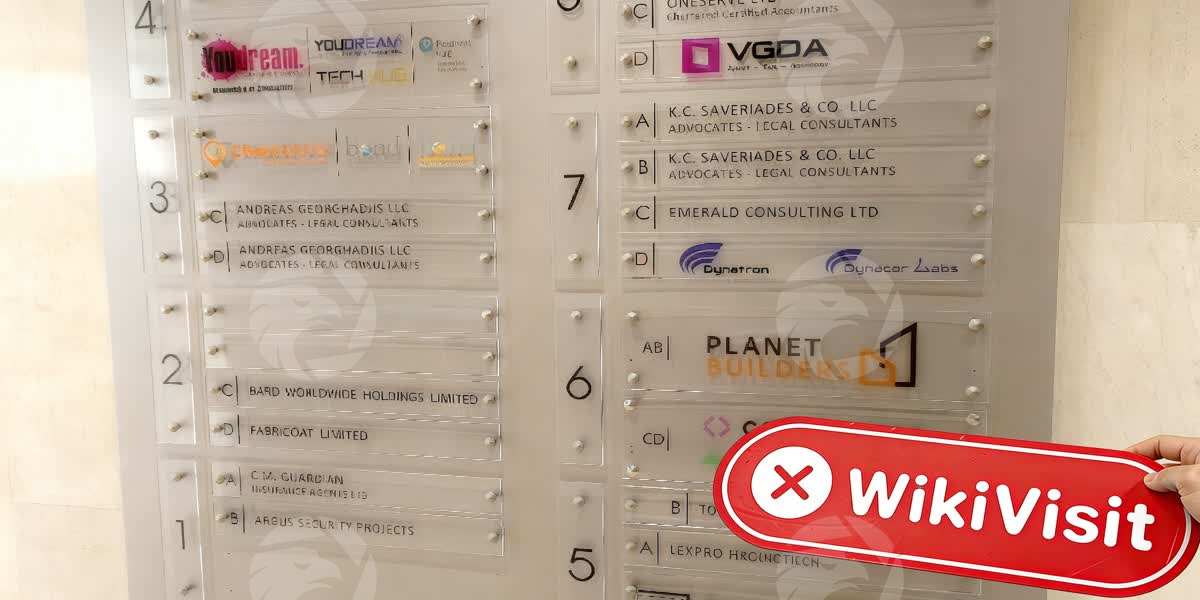 4
Youdream.
YOUDREAM
TECH HUB
3
C
ANDREAS GEORGHADJIS LLC
ADVOCATES - LEGAL CONSULTANTS
D
ANDREAS GEORGHADJIS LLC
ADVOCATES - LEGAL CONSULTANTS
2
C
BARD WORLDWIDE HOLDINGS LIMITED
D
FABRICOAT LIMITED
1
A
C.M. GUARDIAN
INSURANCE AGENTS LTD
B
ARGUS SECURITY PROJECTS
C
ONESERVE LTD
Chartered Certified Accountants
D
VGDA
7
A
K.C. SAVERIADES & CO. LLC
ADVOCATES - LEGAL CONSULTANTS
B
K.C. SAVERIADES & CO. LLC
ADVOCATES - LEGAL CONSULTANTS
C
EMERALD CONSULTING LTD
D
Dynatron
Dynacor Labs
6
AB
PLANET
BUILDERS
CD
5
B
A
LEXPRO
WikiVisit